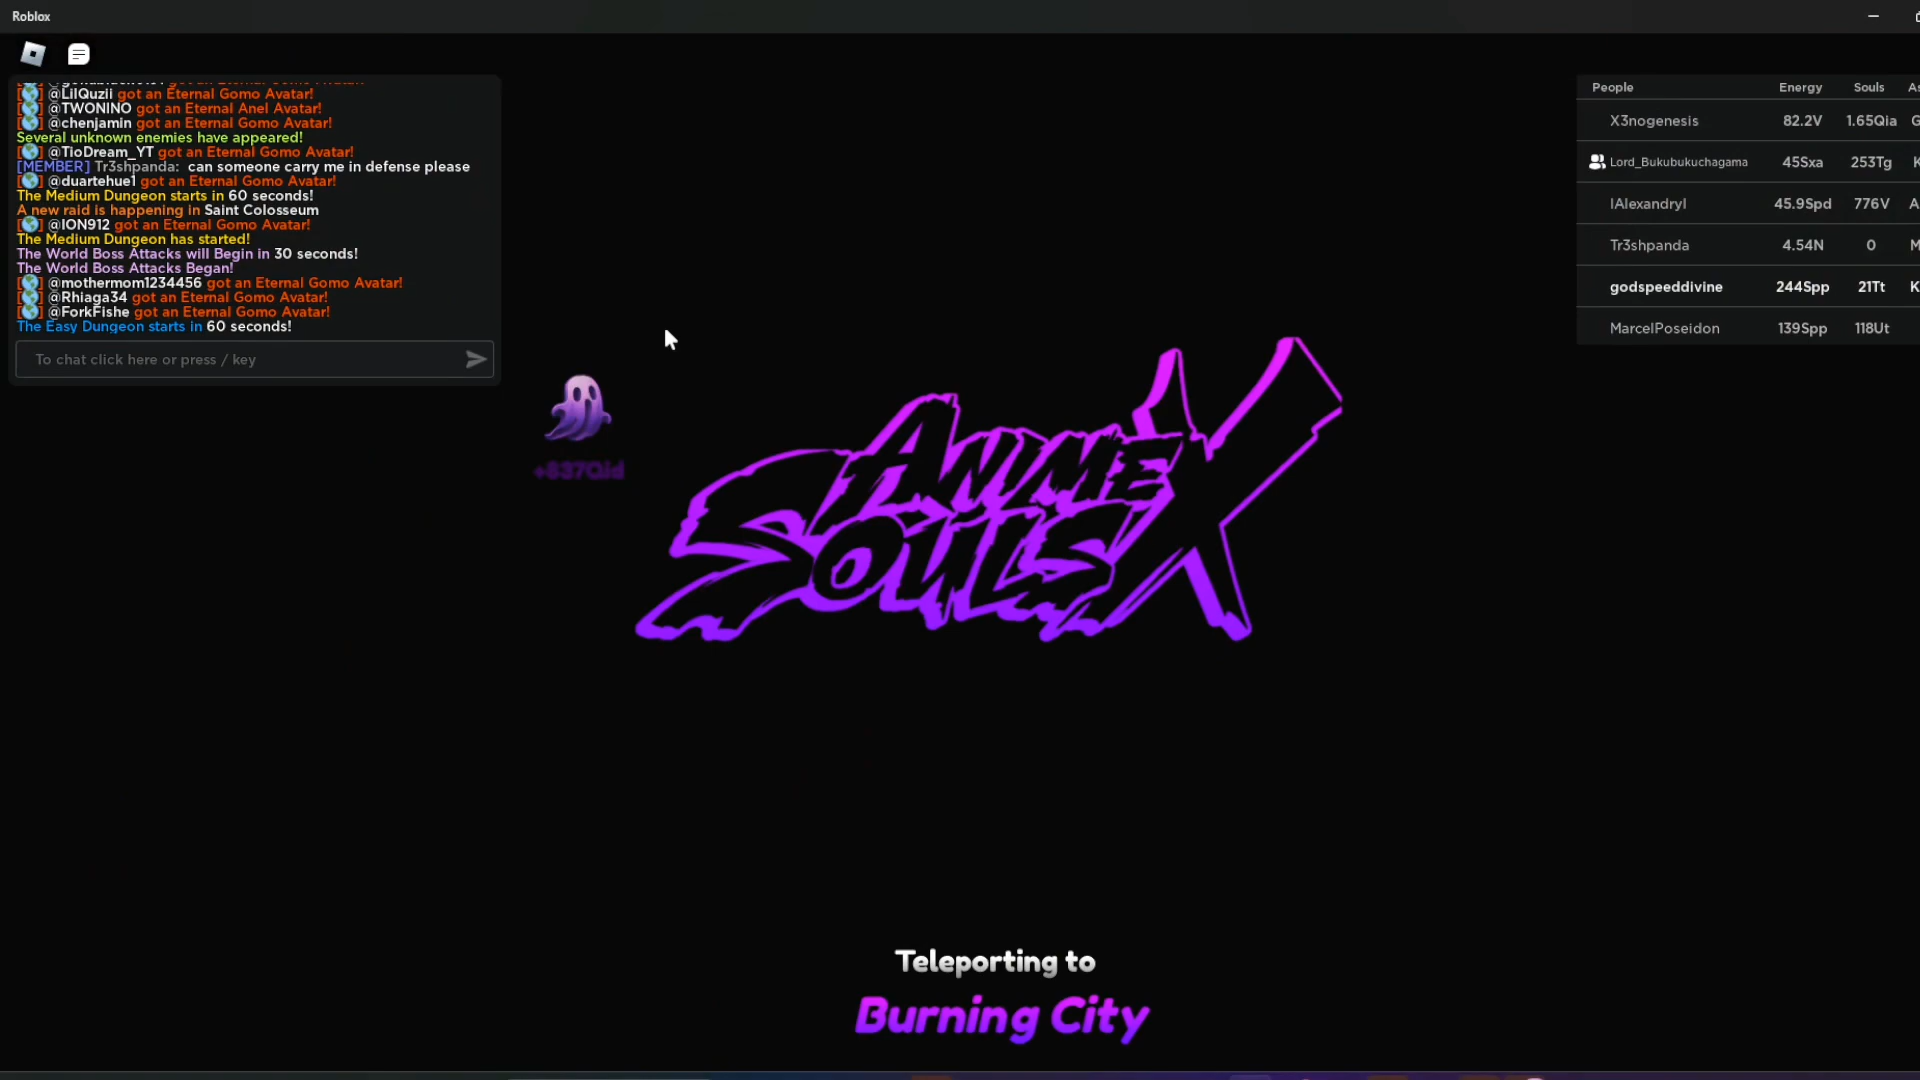 Roblox
@LilQuzii got an Eternal Gomo Avatar!
@TWONINO got an Eternal Anel Avatar!
@chenjamin got an Eternal Gomo Avatar!
Several unknown enemies have appeared!
@TioDream_YT got an Eternal Gomo Avatar!
[MEMBER] Tr3shpanda: can someone carry me in defense please
@duartehue1 got an Eternal Gomo Avatar!
The Medium Dungeon starts in 60 seconds!
A new raid is happening in Saint Colosseum
@ION912 got an Eternal Gomo Avatar!
The Medium Dungeon has started!
The World Boss Attacks will Begin in 30 seconds!
The World Boss Attacks Began!
@mothermom1234456 got an Eternal Gomo Avatar!
@Rhiaga34 got an Eternal Gomo Avatar!
@ForkFishe got an Eternal Gomo Avatar!
The Easy Dungeon starts in 60 seconds!
To chat click here or press / key
People Energy Souls As
X3nogenesis 82.2V 1.65Qia G
Lord_Bukubukuchagama 45Sxa 253Tg K
lAlexandryl 45.9Spd 776V A
Tr3shpanda 4.54N 0 M
godspeeddivine 244Spp 21Tt K
MarcelPoseidon 139Spp 118Ut
+837Qid
Anime
Souls X
Teleporting to
Burning City